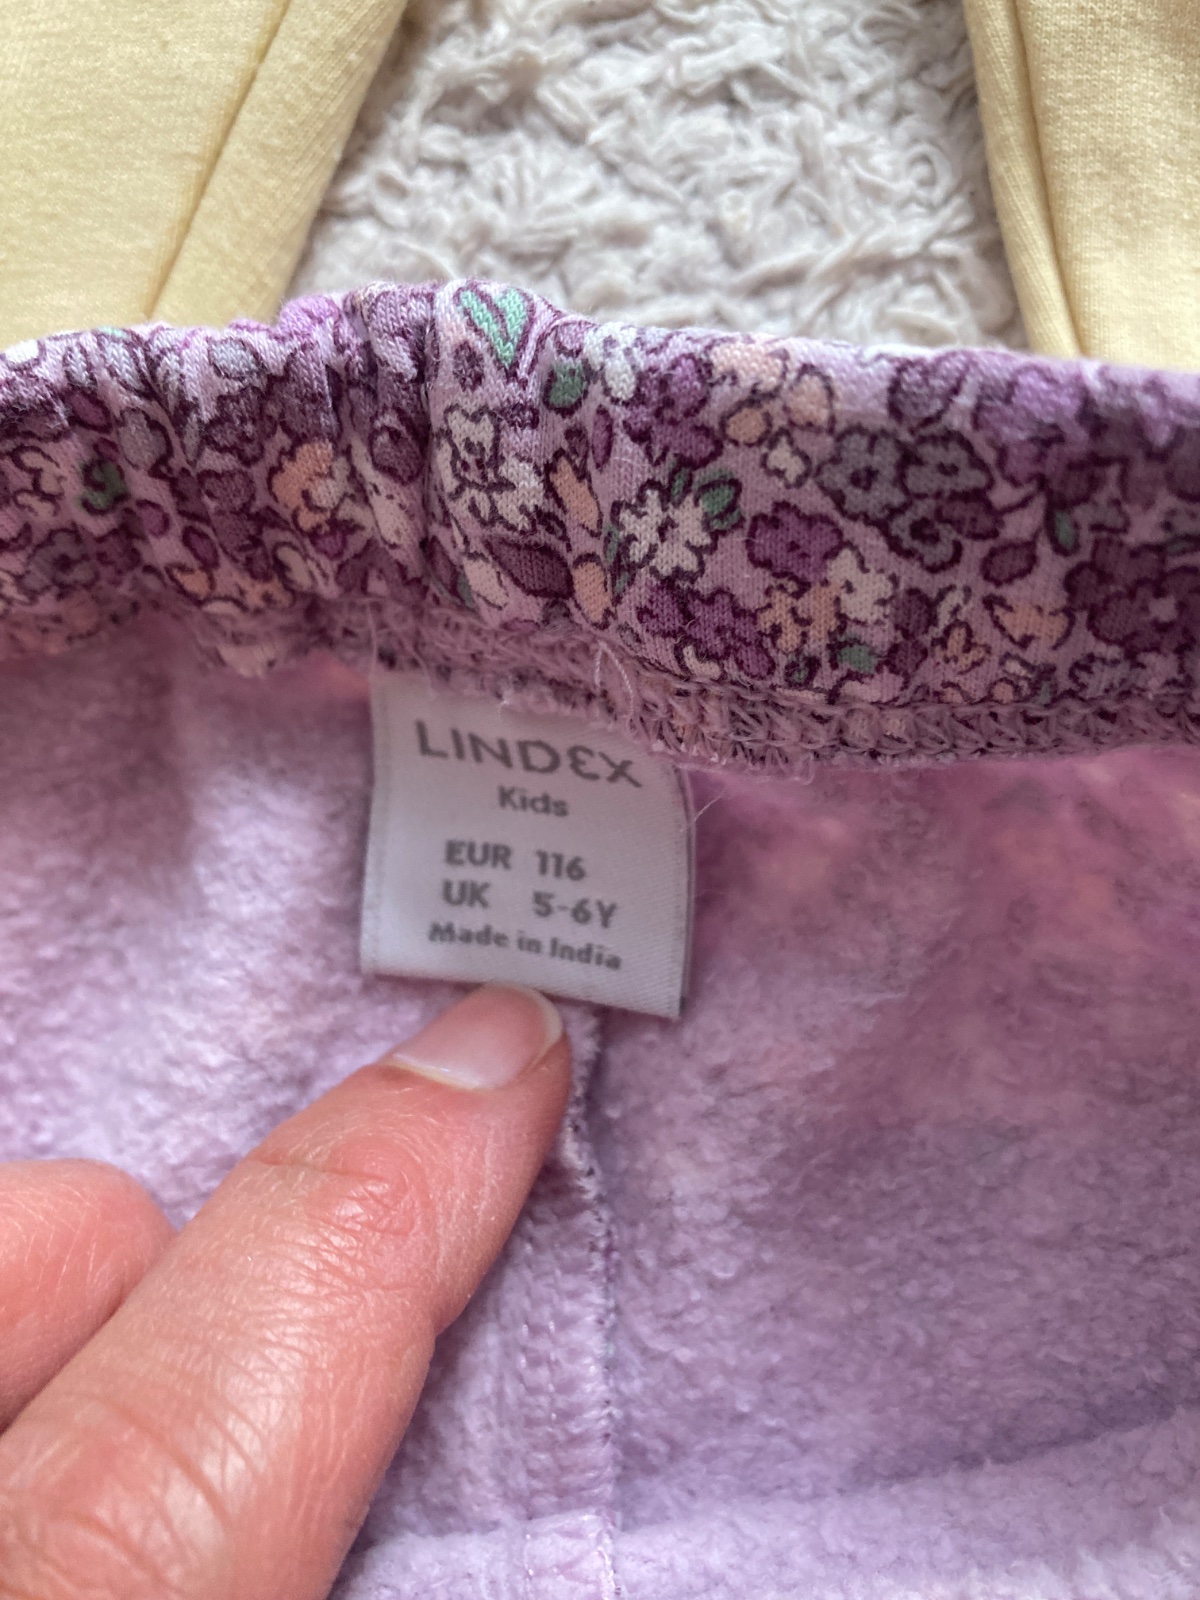 LINDEX
Kids
EUR 116
UK 5-6Y
Made in India